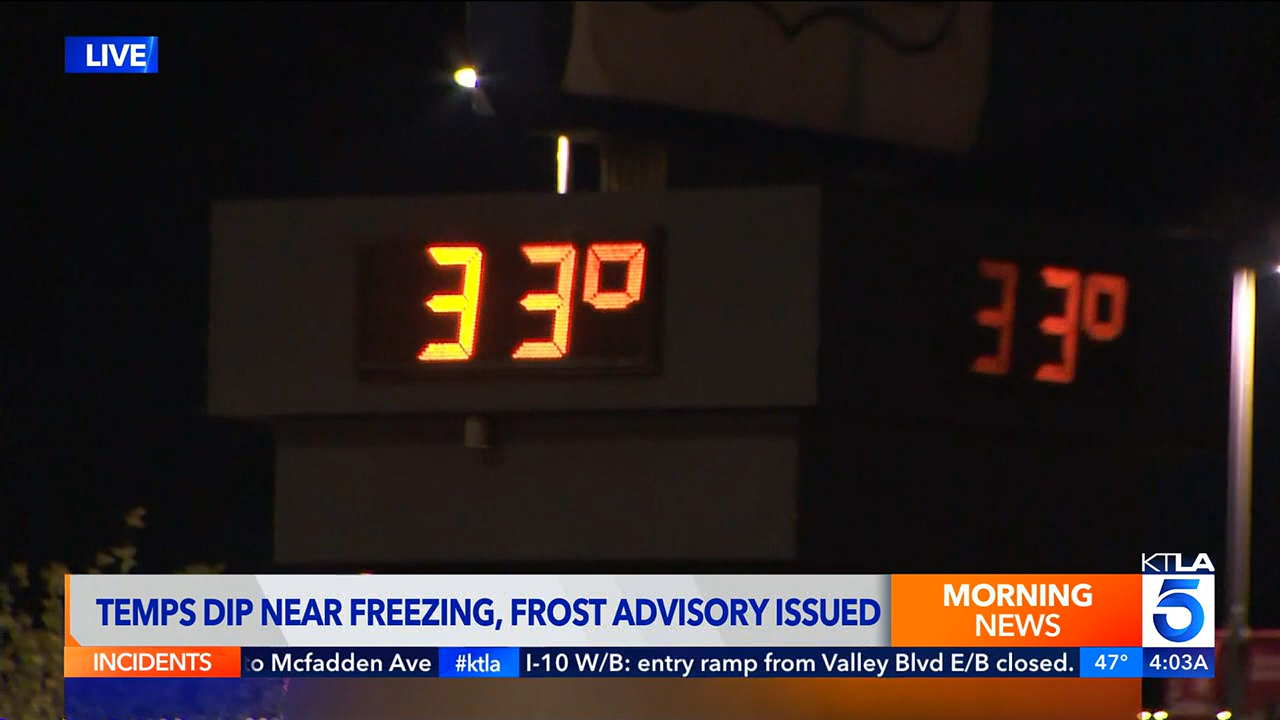 LIVE
33°
33°
KTLA
5
TEMPS DIP NEAR FREEZING, FROST ADVISORY ISSUED
MORNING
NEWS
INCIDENTS
to Mcfadden Ave
#ktla
I-10 W/B: entry ramp from Valley Blvd E/B closed.
47°
4:03A